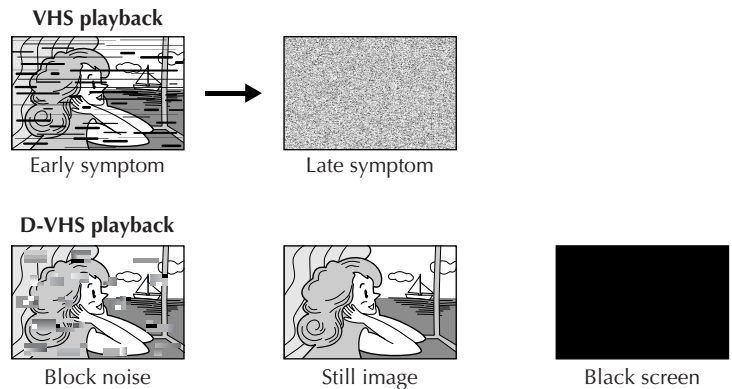 VHS playback
Early symptom
Late symptom
D-VHS playback
Block noise
Still image
Black screen